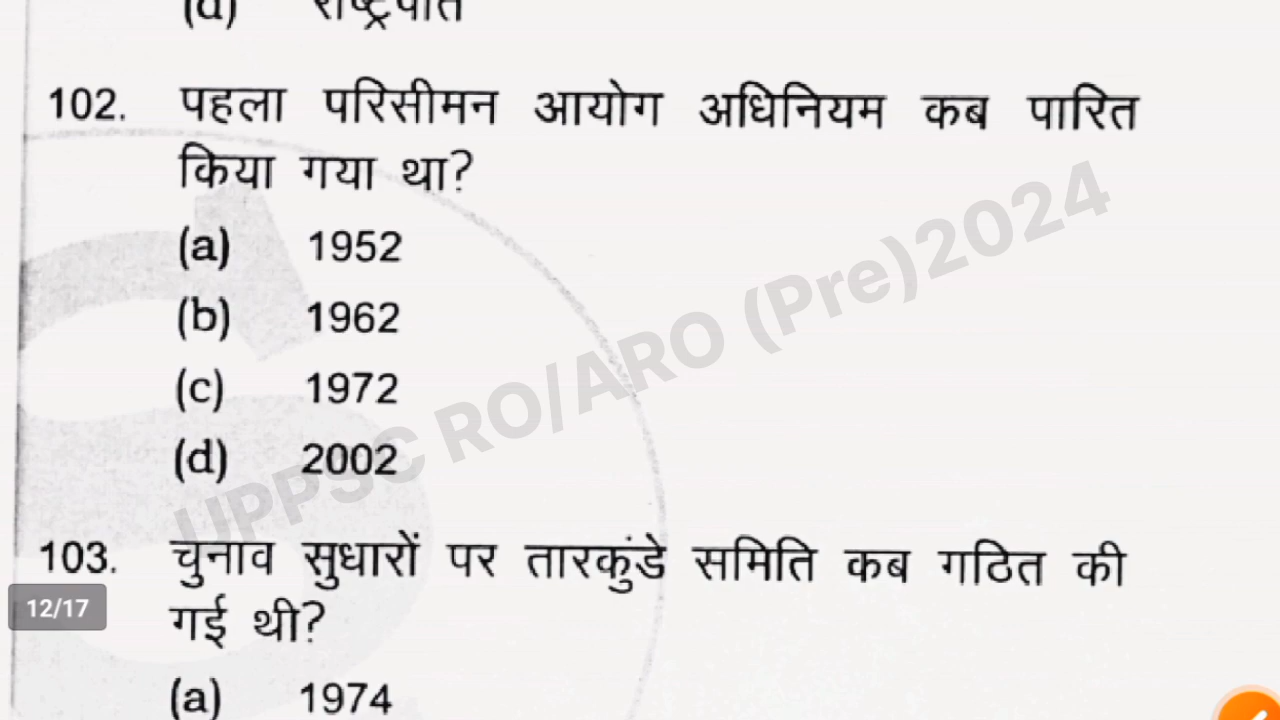 (d) राष्ट्रपति
102. पहला परिसीमन आयोग अधिनियम कब पारित
किया गया था?
(a) 1952
(b) 1962
(c) 1972
(d) 2002
UPPSC RO/ARO (Pre)2024
103. चुनाव सुधारों पर तारकुंडे समिति कब गठित की
गई थी?
12/17
(a) 1974